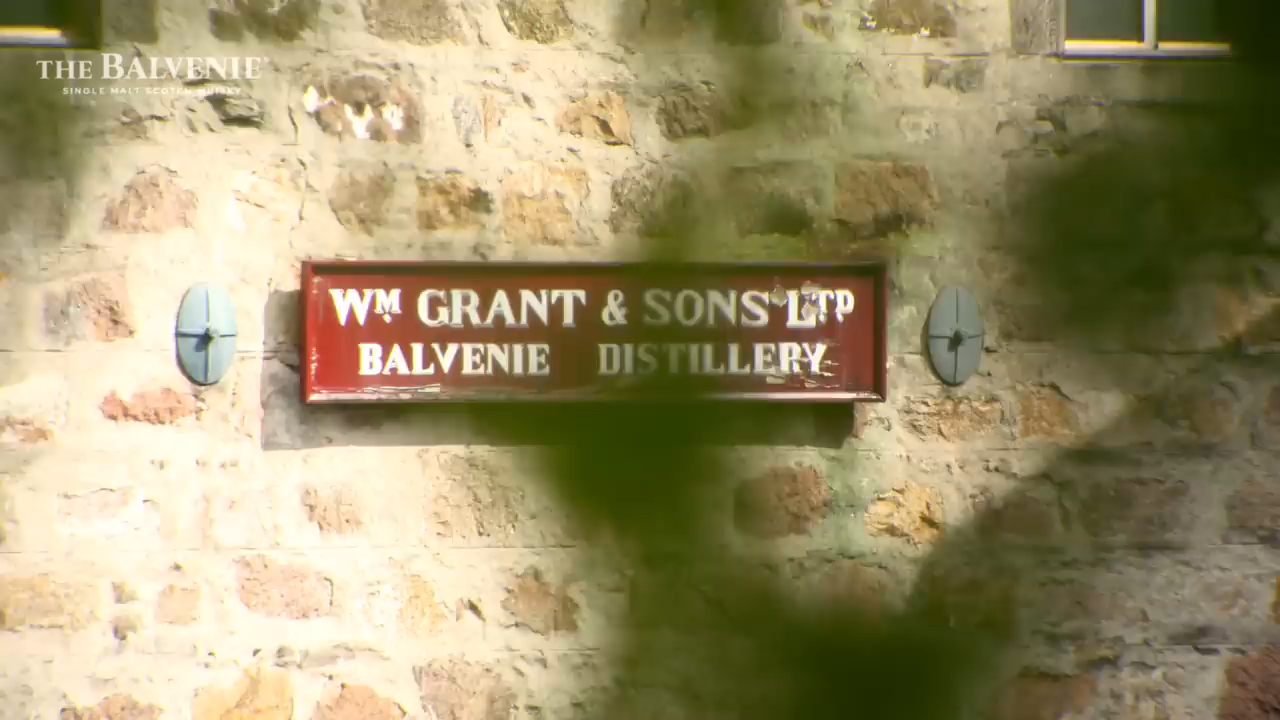 THE BALVENIE
SINGLE MALT SCOTCH WHISKY
WM GRANT & SONS LTD
BALVENIE DISTILLERY